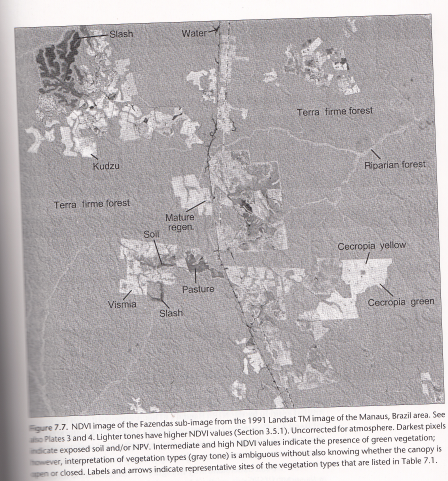 Slash
Water
Terra firme forest
Riparian forest
Kudzu
Terra firme forest
Mature
regen.
Soil
Cecropia yellow
Pasture
Cecropia green
Vismia
Slash
Figure 7.7. NDVI image of the Fazendas sub-image from the 1991 Landsat TM image of the Manaus, Brazil area. See
also Plates 3 and 4. Lighter tones have higher NDVI values (Section 3.5.1). Uncorrected for atmosphere. Darkest pixels
indicate exposed soil and/or NPV. Intermediate and high NDVI values indicate the presence of green vegetation;
however, interpretation of vegetation types (gray tone) is ambiguous without also knowing whether the canopy is
open or closed. Labels and arrows indicate representative sites of the vegetation types that are listed in Table 7.1.